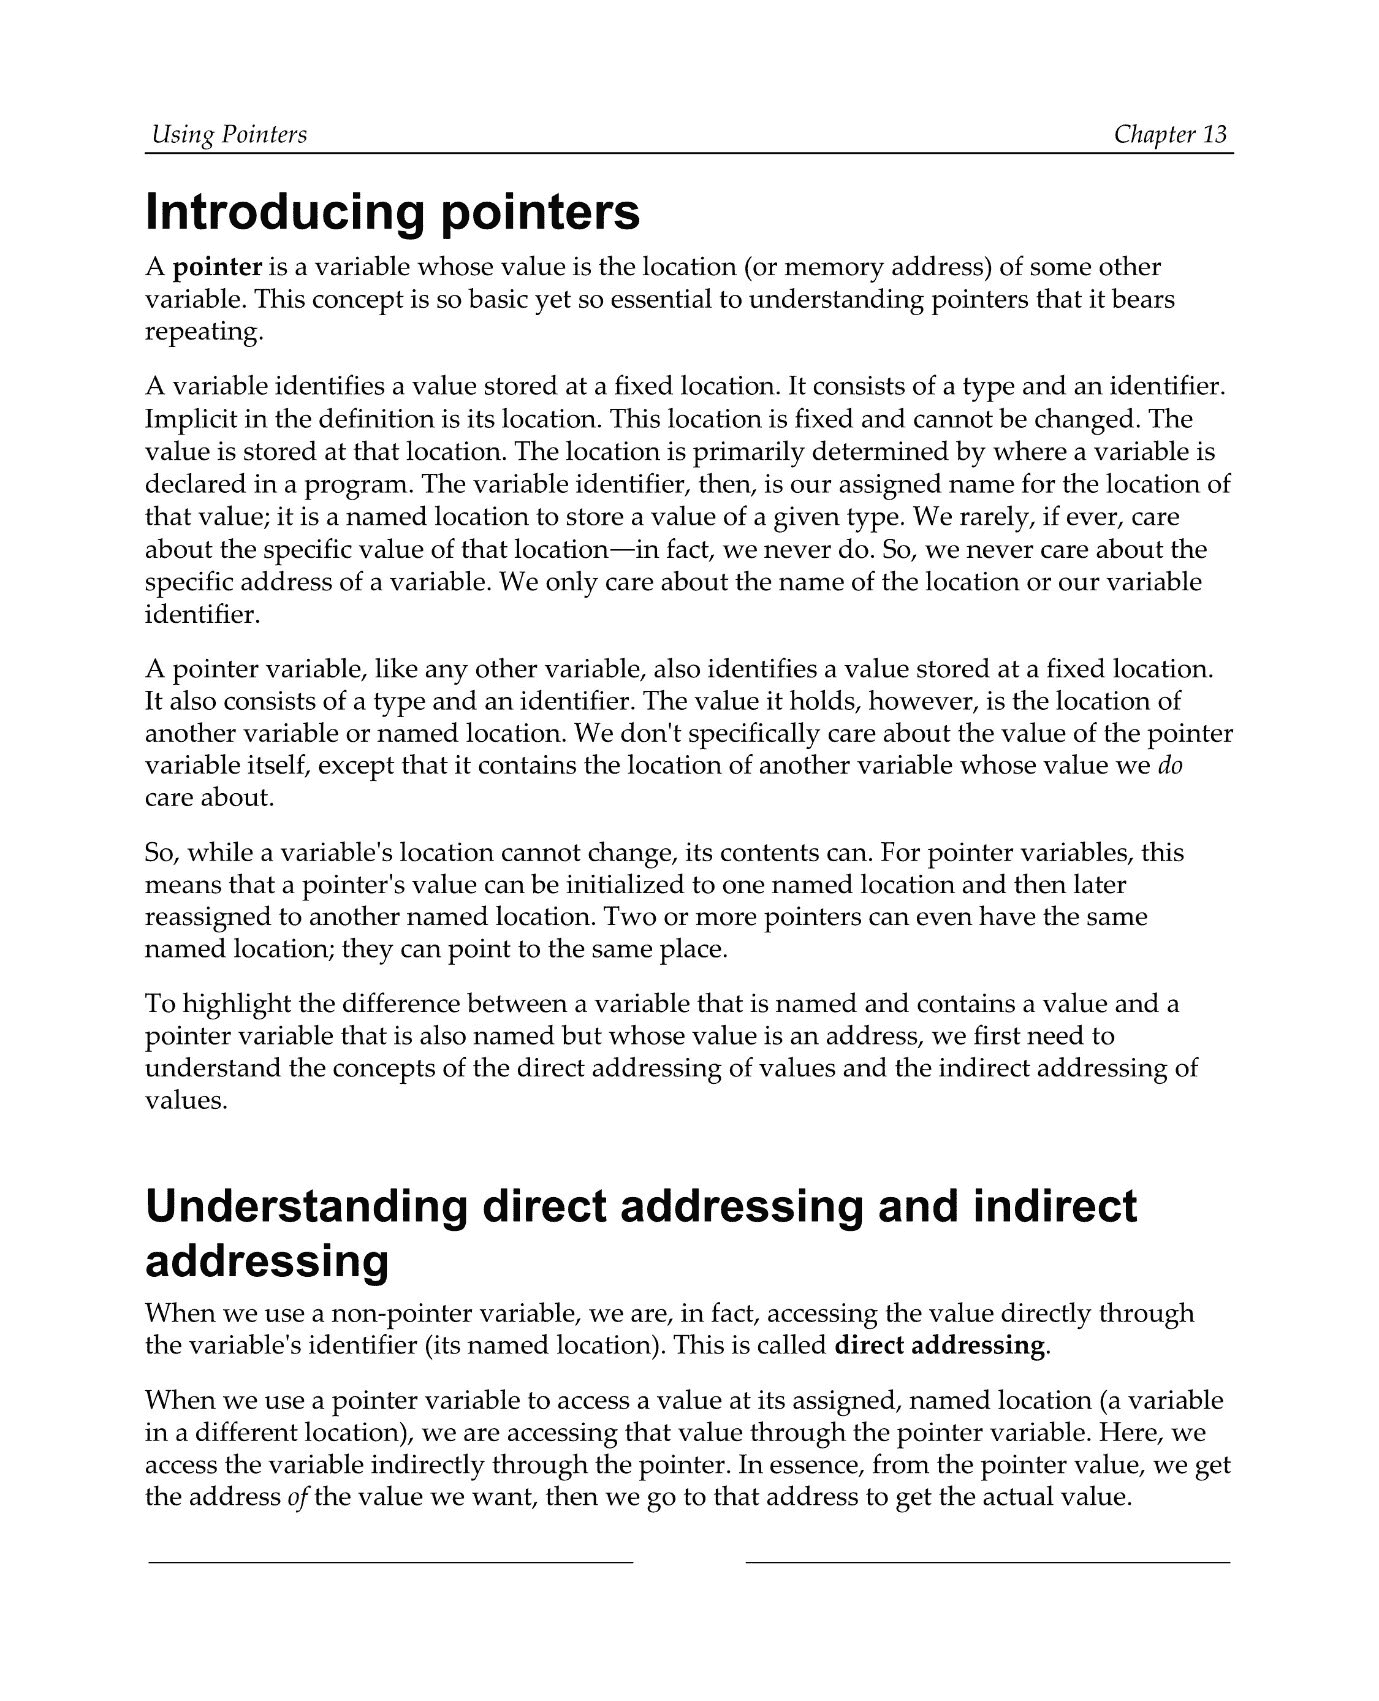 Using Pointers Chapter 13
Introducing pointers
A pointer is a variable whose value is the location (or memory address) of some other
variable. This concept is so basic yet so essential to understanding pointers that it bears
repeating.
A variable identifies a value stored at a fixed location. It consists of a type and an identifier.
Implicit in the definition is its location. This location is fixed and cannot be changed. The
value is stored at that location. The location is primarily determined by where a variable is
declared in a program. The variable identifier, then, is our assigned name for the location of
that value; it is a named location to store a value of a given type. We rarely, if ever, care
about the specific value of that location—in fact, we never do. So, we never care about the
specific address of a variable. We only care about the name of the location or our variable
identifier.
A pointer variable, like any other variable, also identifies a value stored at a fixed location.
It also consists of a type and an identifier. The value it holds, however, is the location of
another variable or named location. We don't specifically care about the value of the pointer
variable itself, except that it contains the location of another variable whose value we do
care about.
So, while a variable's location cannot change, its contents can. For pointer variables, this
means that a pointer's value can be initialized to one named location and then later
reassigned to another named location. Two or more pointers can even have the same
named location; they can point to the same place.
To highlight the difference between a variable that is named and contains a value and a
pointer variable that is also named but whose value is an address, we first need to
understand the concepts of the direct addressing of values and the indirect addressing of
values.
Understanding direct addressing and indirect
addressing
When we use a non-pointer variable, we are, in fact, accessing the value directly through
the variable's identifier (its named location). This is called direct addressing.
When we use a pointer variable to access a value at its assigned, named location (a variable
in a different location), we are accessing that value through the pointer variable. Here, we
access the variable indirectly through the pointer. In essence, from the pointer value, we get
the address of the value we want, then we go to that address to get the actual value.